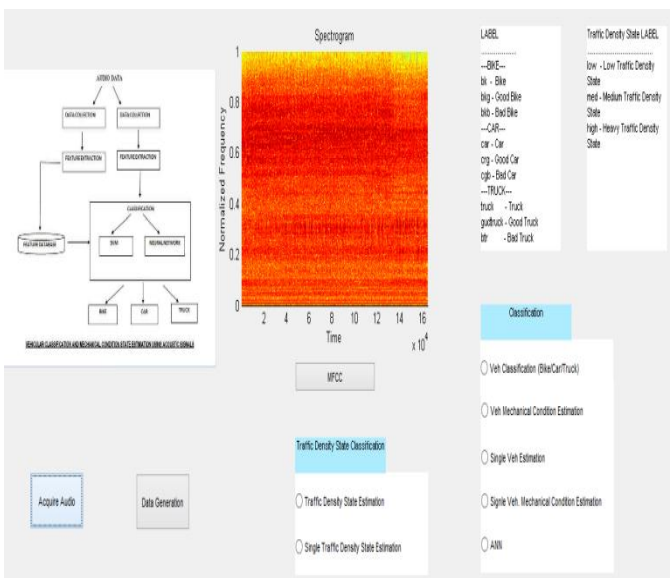 AUDIO DATA
DATA COLLECTION
DATA COLLECTION
FEATURE EXTRACTION
FEATURE EXTRACTION
CLASSIFICATION
SVM
NEURAL NETWORK
FEATURE DATABASE
BIKE
CAR
TRUCK
VEHICULAR CLASSIFICATION AND MECHANICAL CONDITION STATE ESTIMATION USING ACOUSTIC SIGNALS
Spectrogram
Normalized Frequency
1
0.8
0.6
0.4
0.2
0
2 4 6 8 10 12 14 16
Time
x 10^4
MFCC
LABEL
..................
---BIKE---
bk - Bike
bkg - Good Bike
bkb - Bad Bike
---CAR---
car - Car
crg - Good Car
cgb - Bad Car
---TRUCK---
truck - Truck
gudtruck - Good Truck
btr - Bad Truck
Traffic Density State LABEL
..................................
low - Low Traffic Density
State
med - Medium Traffic Density
State
high - Heavy Traffic Density
State
Classification
Veh Classification (Bike/Car/Truck)
Veh Mechanical Condition Estimation
Single Veh Estimation
Signle Veh. Mechanical Condition Estimation
ANN
Traffic Density State Classification
Traffic Density State Estimation
Single Traffic Density State Estimation
Acquire Audio
Data Generation